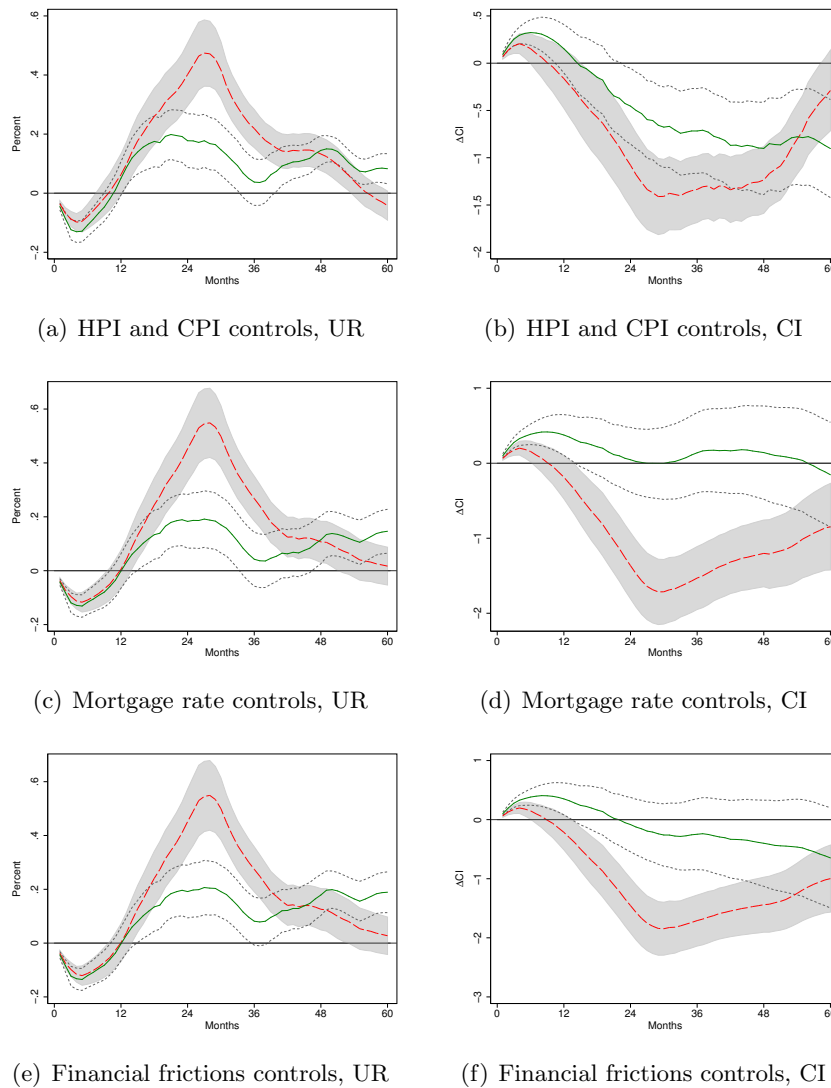 .6
.4
.2
0
-.2
Percent
0 12 24 36 48 60
Months
(a) HPI and CPI controls, UR
.5
0
-.5
-1
-1.5
-2
ΔCI
0 12 24 36 48 60
Months
(b) HPI and CPI controls, CI
.6
.4
.2
0
-.2
Percent
0 12 24 36 48 60
Months
(c) Mortgage rate controls, UR
1
0
-1
-2
ΔCI
0 12 24 36 48 60
Months
(d) Mortgage rate controls, CI
.6
.4
.2
0
-.2
Percent
0 12 24 36 48 60
Months
(e) Financial frictions controls, UR
1
0
-1
-2
-3
ΔCI
0 12 24 36 48 60
Months
(f) Financial frictions controls, CI